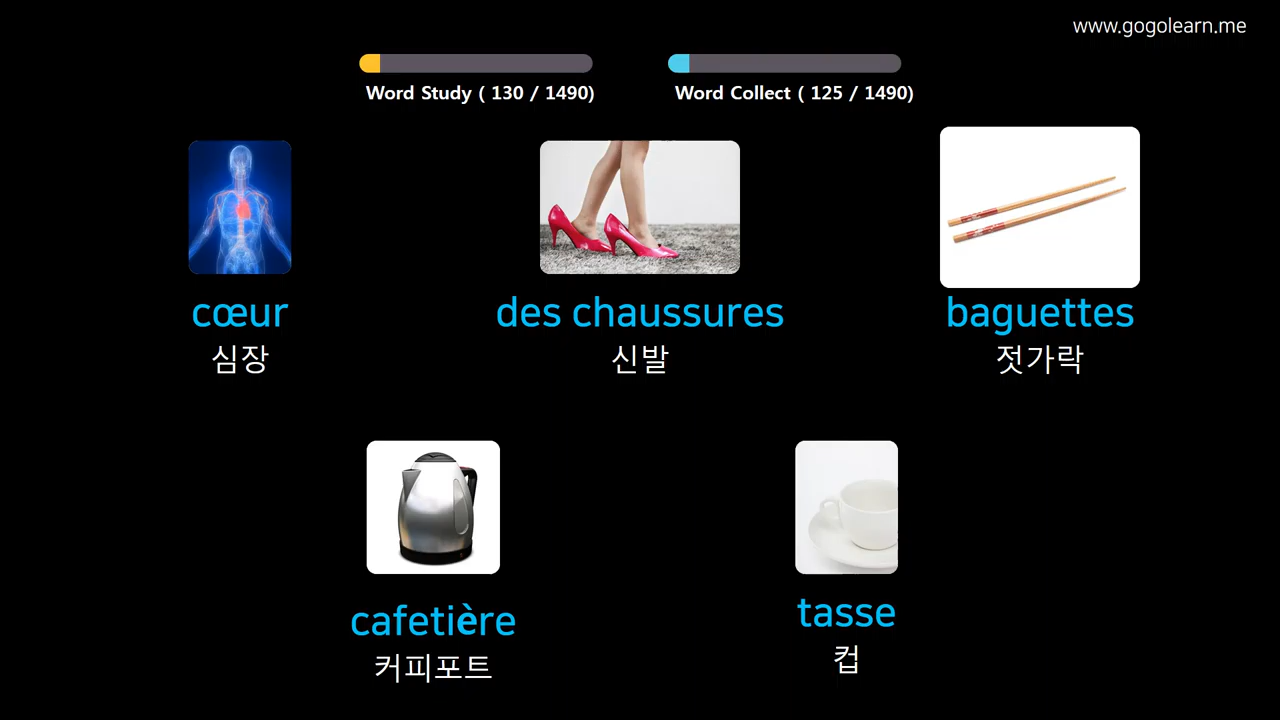 www.gogolearn.me
Word Study ( 130 / 1490)
Word Collect ( 125 / 1490)
cœur
심장
des chaussures
신발
baguettes
젓가락
cafetière
커피포트
tasse
컵